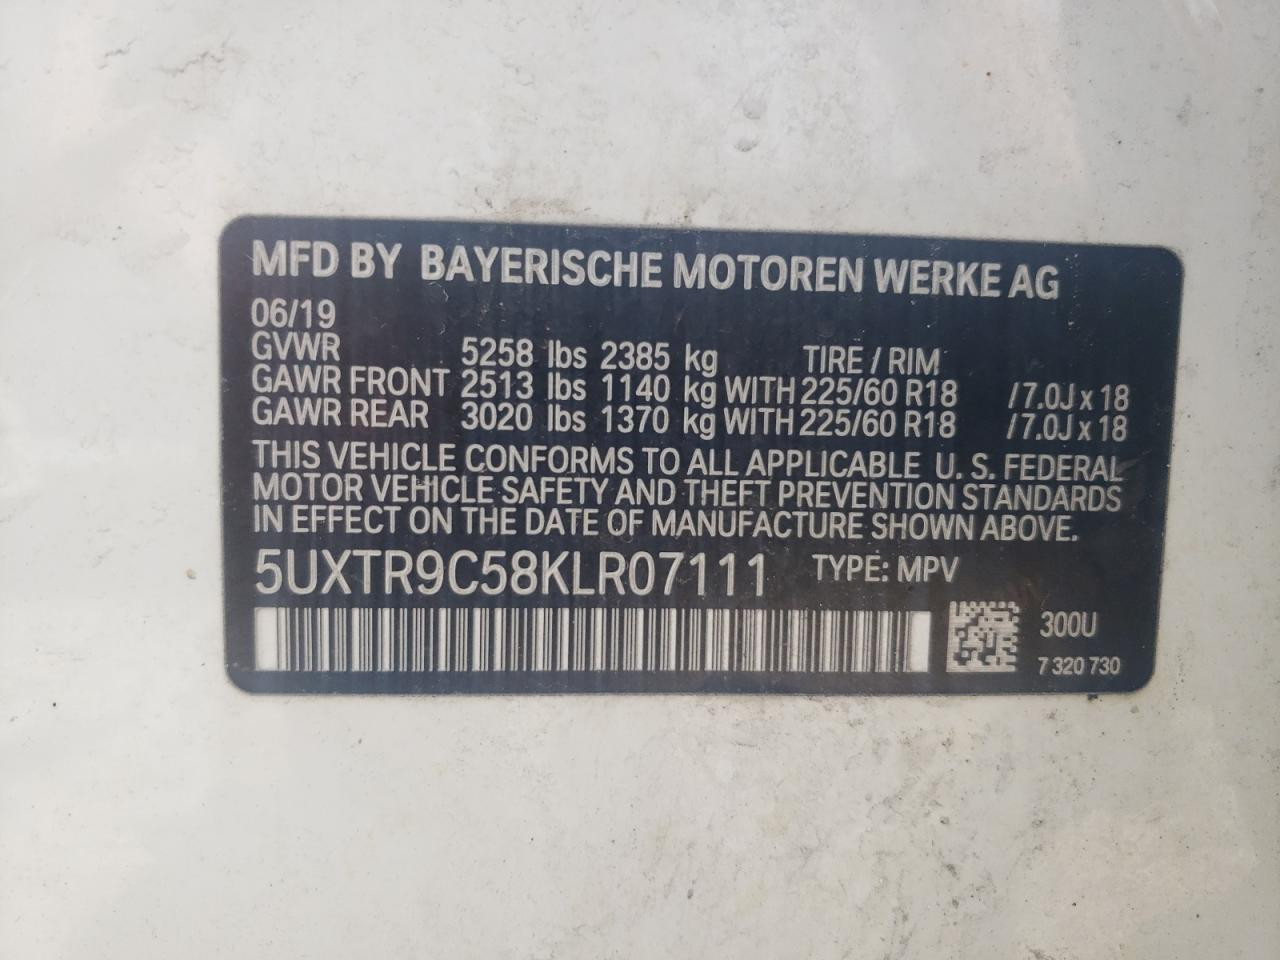 MFD BY BAYERISCHE MOTOREN WERKE AG
06/19
GVWR 5258 lbs 2385 kg TIRE / RIM
GAWR FRONT 2513 lbs 1140 kg WITH 225/60 R18 /7.0J x 18
GAWR REAR 3020 lbs 1370 kg WITH 225/60 R18 /7.0J x 18
THIS VEHICLE CONFORMS TO ALL APPLICABLE U. S. FEDERAL
MOTOR VEHICLE SAFETY AND THEFT PREVENTION STANDARDS
IN EFFECT ON THE DATE OF MANUFACTURE SHOWN ABOVE.
5UXTR9C58KLR07111 TYPE: MPV
300U
7 320 730